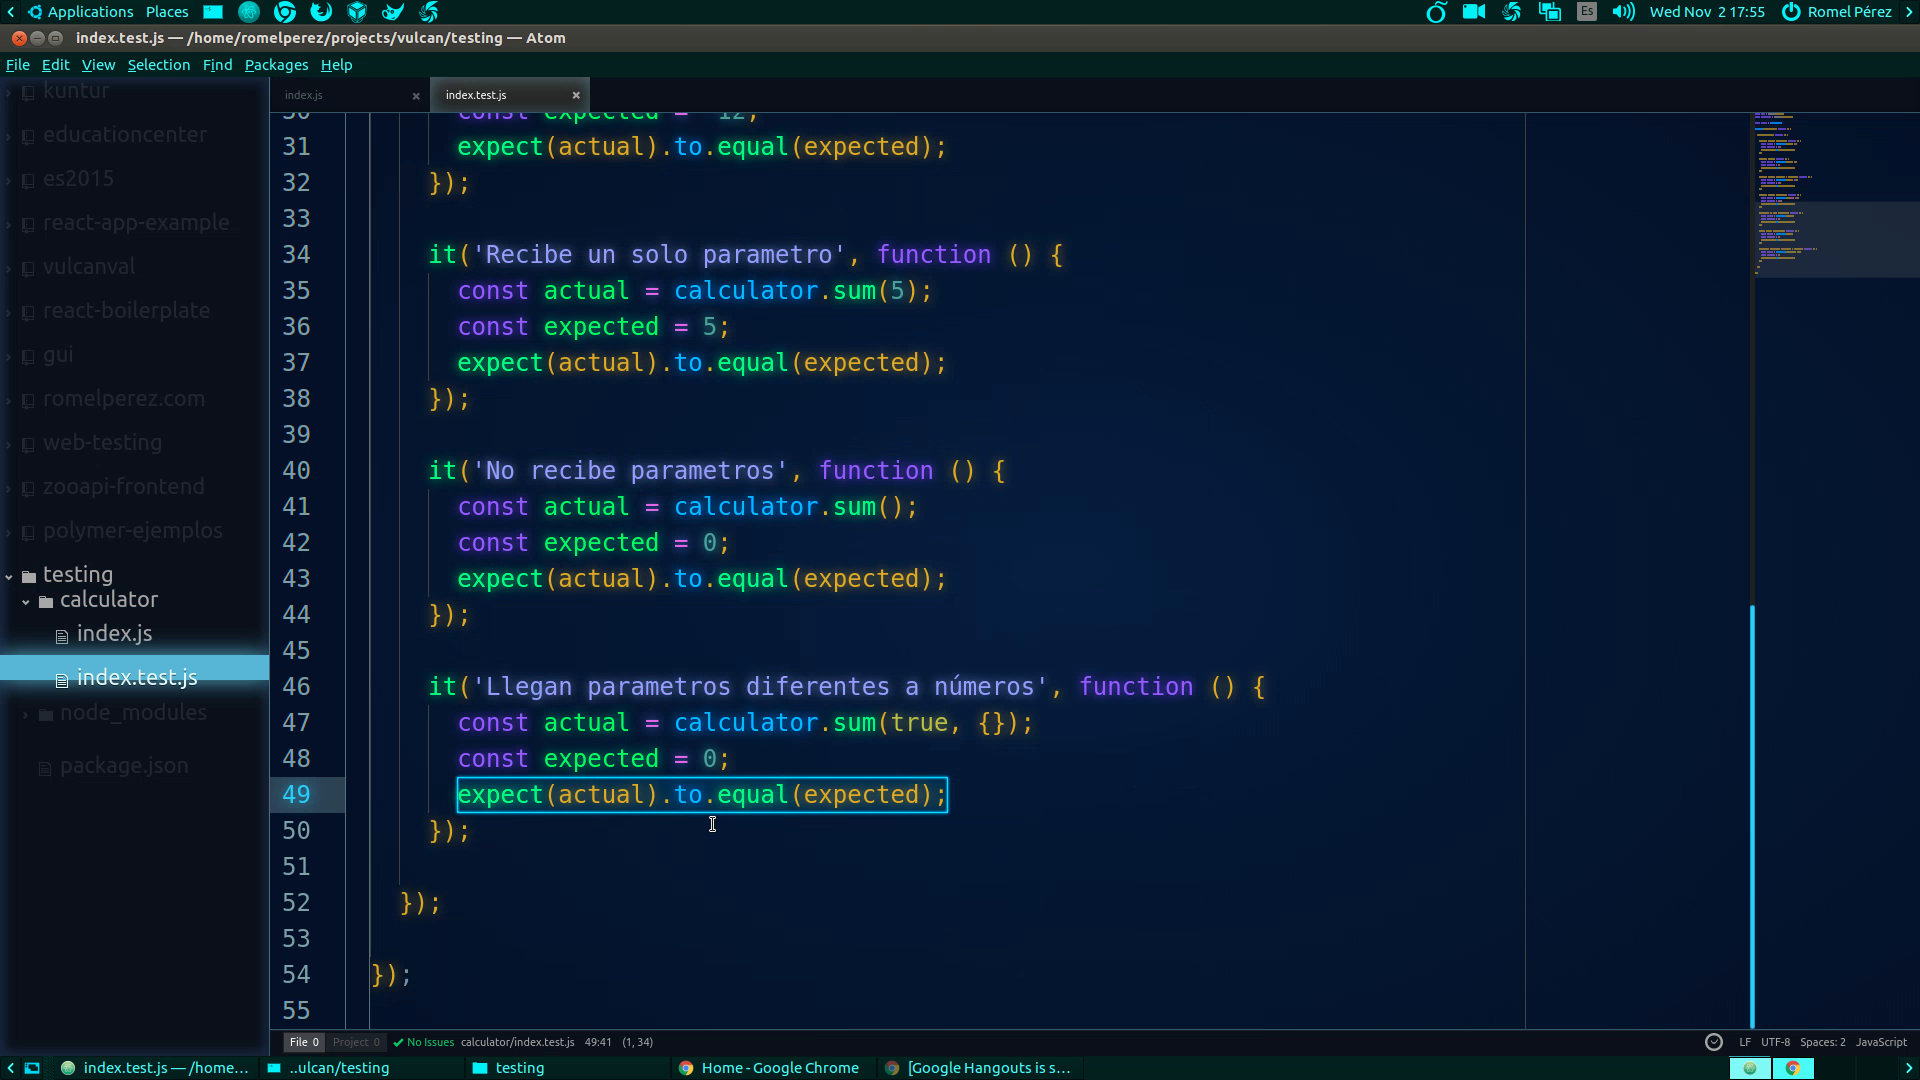 Applications Places Es Wed Nov 2 17:55 Romel Pérez
index.test.js — /home/romelperez/projects/vulcan/testing — Atom
File Edit View Selection Find Packages Help
index.js index.test.js
kuntur
educationcenter
es2015
react-app-example
vulcanval
react-boilerplate
gui
romelperez.com
web-testing
zooapi-frontend
polymer-ejemplos
testing
calculator
index.js
index.test.js
node_modules
package.json
30 const expected = 12;
31 expect(actual).to.equal(expected);
32 });
33
34 it('Recibe un solo parametro', function () {
35 const actual = calculator.sum(5);
36 const expected = 5;
37 expect(actual).to.equal(expected);
38 });
39
40 it('No recibe parametros', function () {
41 const actual = calculator.sum();
42 const expected = 0;
43 expect(actual).to.equal(expected);
44 });
45
46 it('Llegan parametros diferentes a números', function () {
47 const actual = calculator.sum(true, {});
48 const expected = 0;
49 expect(actual).to.equal(expected);
50 });
51
52 });
53
54 });
55
File 0 Project 0 No Issues calculator/index.test.js 49:41 (1, 34) LF UTF-8 Spaces: 2 JavaScript
index.test.js — /home... ..ulcan/testing testing Home - Google Chrome [Google Hangouts is s...